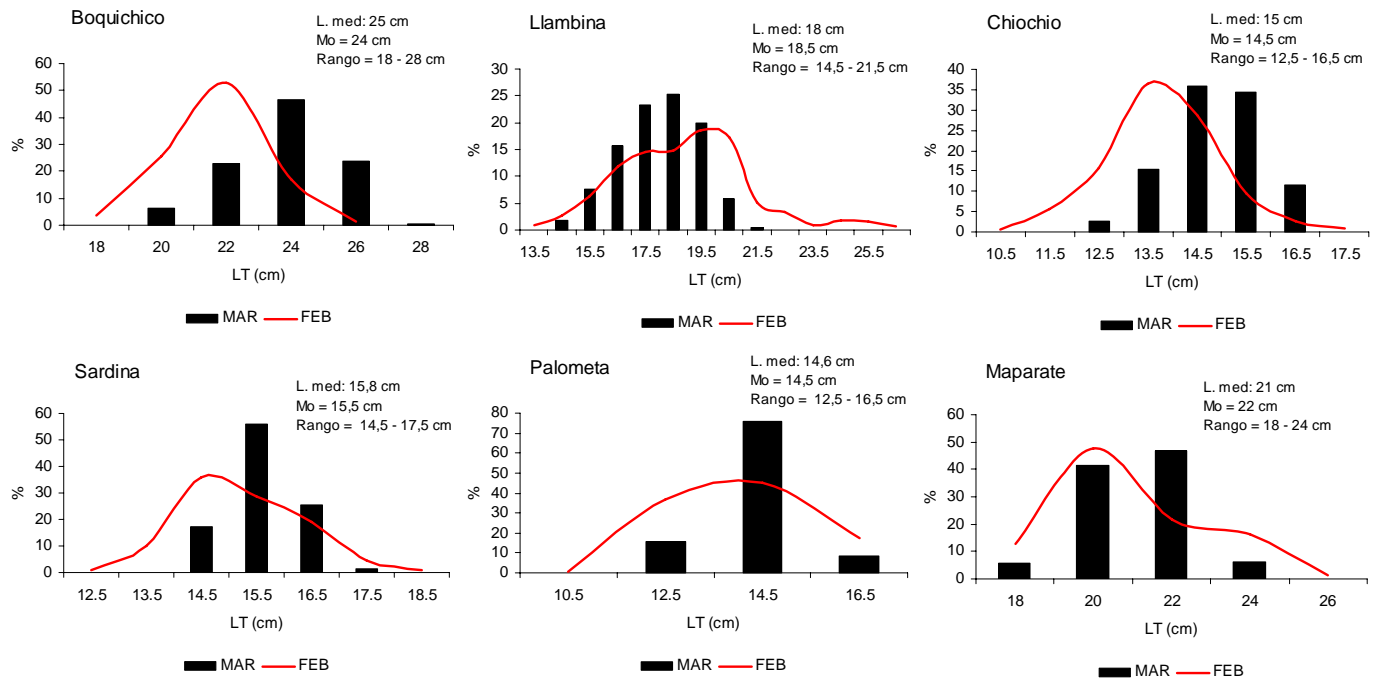 Boquichico
L. med: 25 cm
Mo = 24 cm
Rango = 18 - 28 cm
60
50
40
30
20
10
0
%
18 20 22 24 26 28
LT (cm)
MAR FEB
Llambina
L. med: 18 cm
Mo = 18,5 cm
Rango = 14,5 - 21,5 cm
30
25
20
15
10
5
0
%
13.5 15.5 17.5 19.5 21.5 23.5 25.5
LT (cm)
MAR FEB
Chiochio
L. med: 15 cm
Mo = 14,5 cm
Rango = 12,5 - 16,5 cm
40
35
30
25
20
15
10
5
0
%
10.5 11.5 12.5 13.5 14.5 15.5 16.5 17.5
LT (cm)
MAR FEB
Sardina
L. med: 15,8 cm
Mo = 15,5 cm
Rango = 14,5 - 17,5 cm
60
50
40
30
20
10
0
%
12.5 13.5 14.5 15.5 16.5 17.5 18.5
LT (cm)
MAR FEB
Palometa
L. med: 14,6 cm
Mo = 14,5 cm
Rango = 12,5 - 16,5 cm
80
70
60
50
40
30
20
10
0
%
10.5 12.5 14.5 16.5
LT (cm)
MAR FEB
Maparate
L. med: 21 cm
Mo = 22 cm
Rango = 18 - 24 cm
60
50
40
30
20
10
0
%
18 20 22 24 26
LT (cm)
MAR FEB